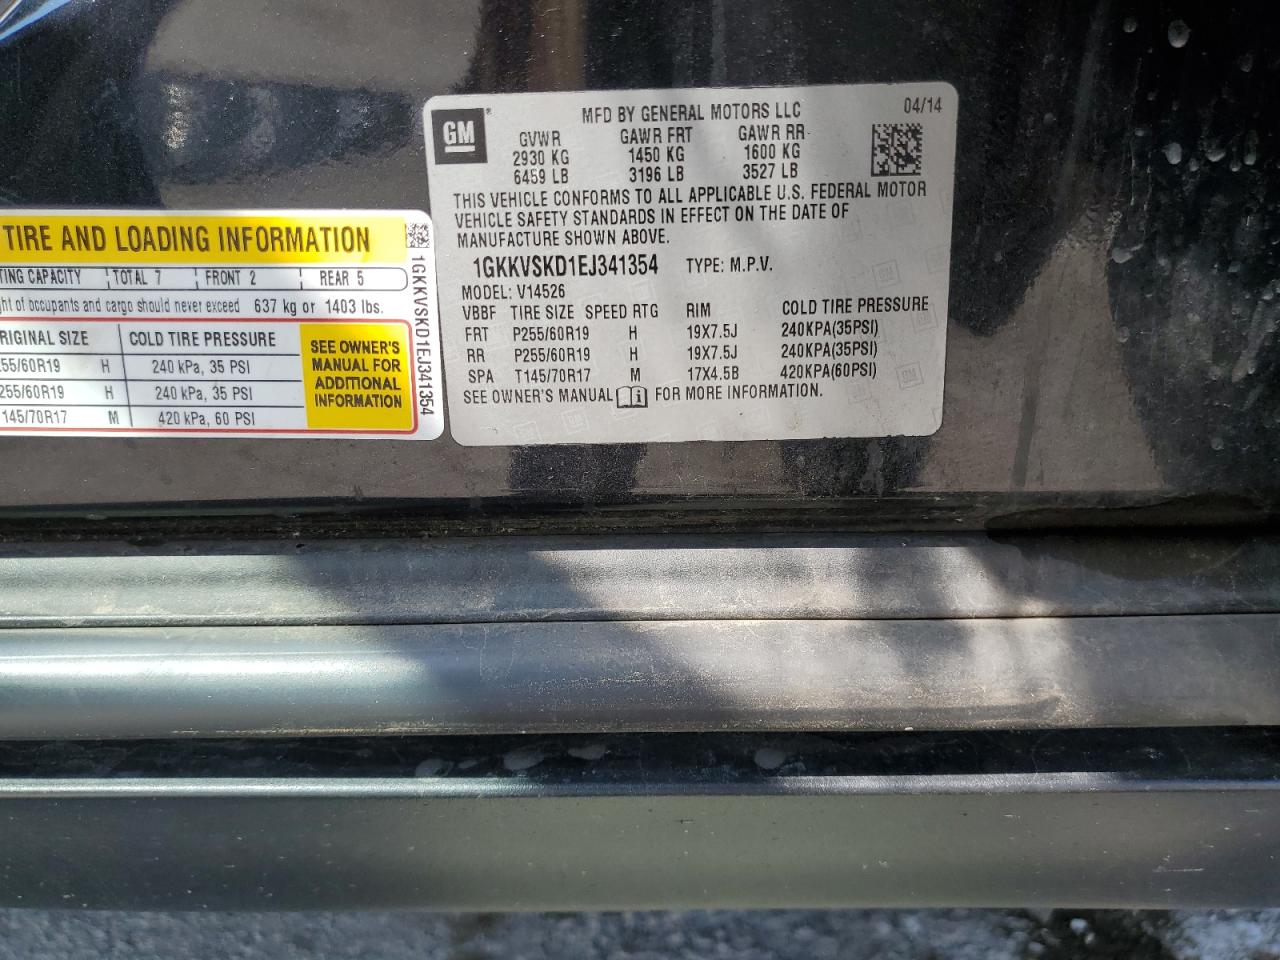 TIRE AND LOADING INFORMATION
TING CAPACITY TOTAL 7 FRONT 2 REAR 5
ght of occupants and cargo should never exceed 637 kg or 1403 lbs.
RIGINAL SIZE COLD TIRE PRESSURE
255/60R19 H 240 kPa, 35 PSI
255/60R19 H 240 kPa, 35 PSI
145/70R17 M 420 kPa, 60 PSI
SEE OWNER'S
MANUAL FOR
ADDITIONAL
INFORMATION
1GKKVSKD1EJ341354
GM®
MFD BY GENERAL MOTORS LLC 04/14
GVWR GAWR FRT GAWR RR
2930 KG 1450 KG 1600 KG
6459 LB 3196 LB 3527 LB
THIS VEHICLE CONFORMS TO ALL APPLICABLE U.S. FEDERAL MOTOR
VEHICLE SAFETY STANDARDS IN EFFECT ON THE DATE OF
MANUFACTURE SHOWN ABOVE.
1GKKVSKD1EJ341354 TYPE: M.P.V.
MODEL: V14526
VBBF TIRE SIZE SPEED RTG RIM COLD TIRE PRESSURE
FRT P255/60R19 H 19X7.5J 240KPA(35PSI)
RR P255/60R19 H 19X7.5J 240KPA(35PSI)
SPA T145/70R17 M 17X4.5B 420KPA(60PSI)
SEE OWNER'S MANUAL FOR MORE INFORMATION.